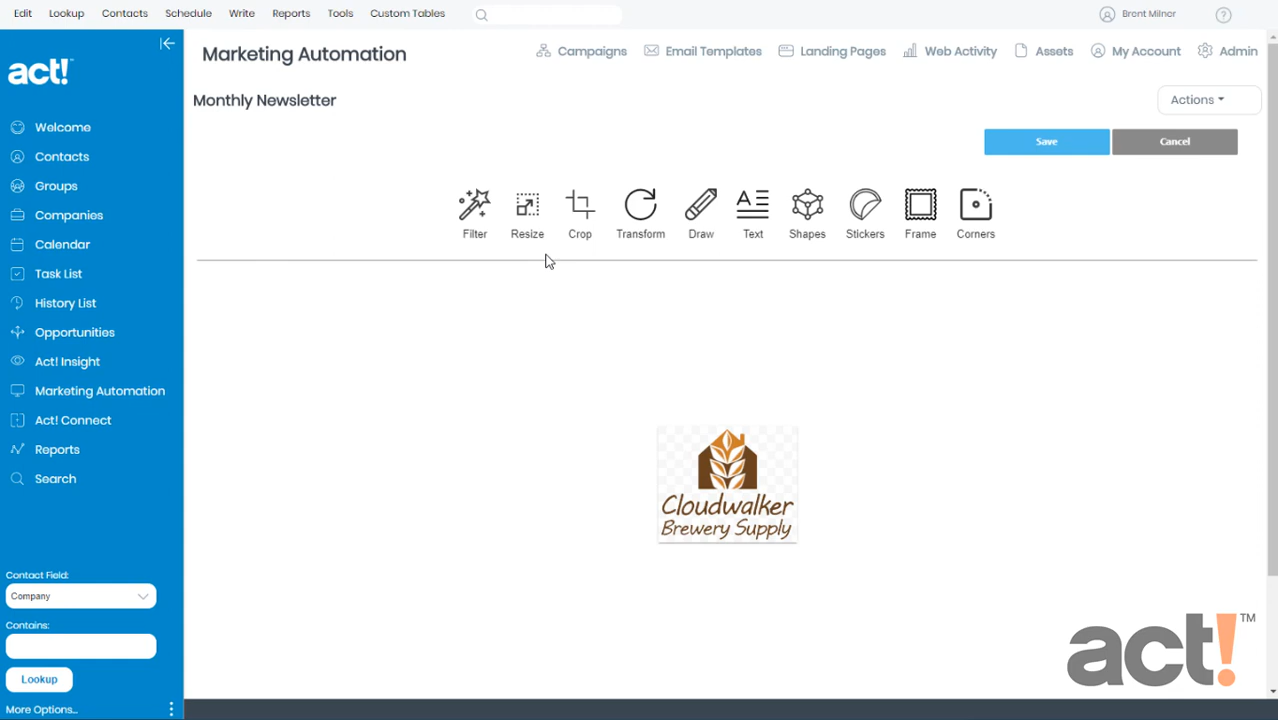 Edit Lookup Contacts Schedule Write Reports Tools Custom Tables Brent Milnor
act!™
Marketing Automation
Campaigns Email Templates Landing Pages Web Activity Assets My Account Admin
Monthly Newsletter
Actions
Save Cancel
Welcome
Contacts
Groups
Companies
Calendar
Task List
History List
Opportunities
Act! Insight
Marketing Automation
Act! Connect
Reports
Search
Filter Resize Crop Transform Draw Text Shapes Stickers Frame Corners
Cloudwalker
Brewery Supply
Contact Field:
Company
Contains:
Lookup
More Options...
act!™